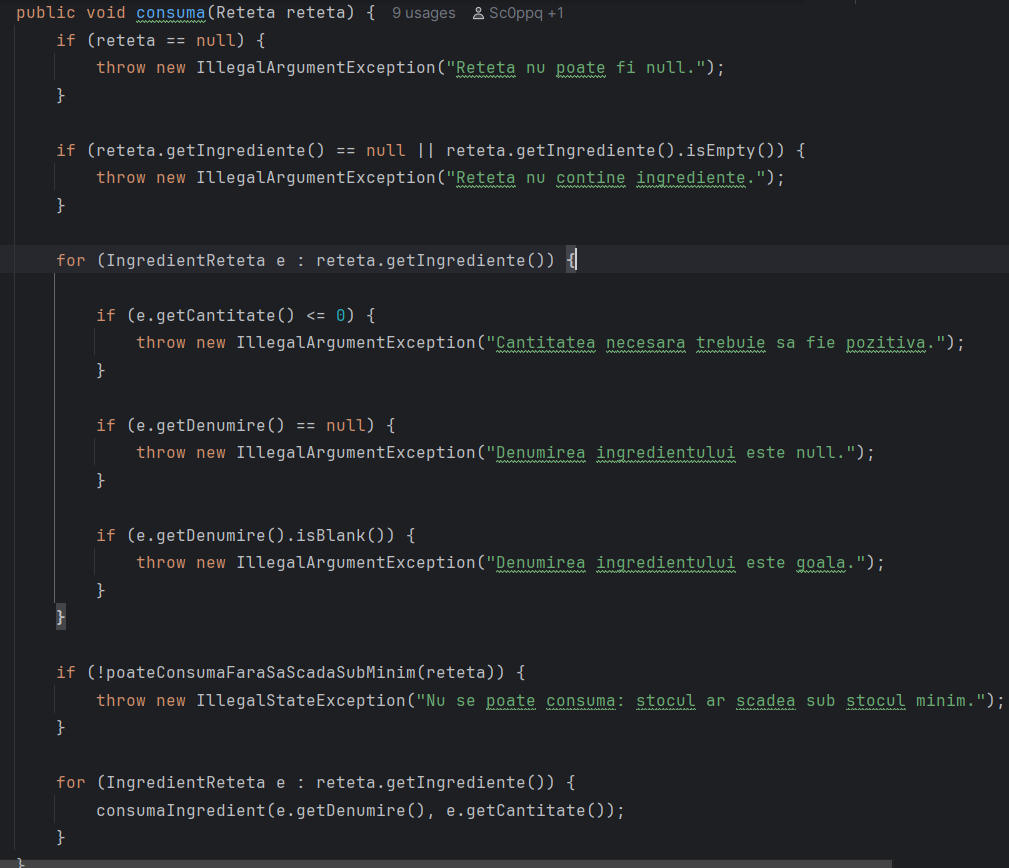 public void consuma(Reteta reteta) { 9 usages Sc0ppq +1
if (reteta == null) {
throw new IllegalArgumentException("Reteta nu poate fi null.");
}
if (reteta.getIngrediente() == null || reteta.getIngrediente().isEmpty()) {
throw new IllegalArgumentException("Reteta nu contine ingrediente.");
}
for (IngredientReteta e : reteta.getIngrediente()) {
if (e.getCantitate() <= 0) {
throw new IllegalArgumentException("Cantitatea necesara trebuie sa fie pozitiva.");
}
if (e.getDenumire() == null) {
throw new IllegalArgumentException("Denumirea ingredientului este null.");
}
if (e.getDenumire().isBlank()) {
throw new IllegalArgumentException("Denumirea ingredientului este goala.");
}
}
if (!poateConsumaFaraSaScadaSubMinim(reteta)) {
throw new IllegalStateException("Nu se poate consuma: stocul ar scadea sub stocul minim.");
}
for (IngredientReteta e : reteta.getIngrediente()) {
consumaIngredient(e.getDenumire(), e.getCantitate());
}
}